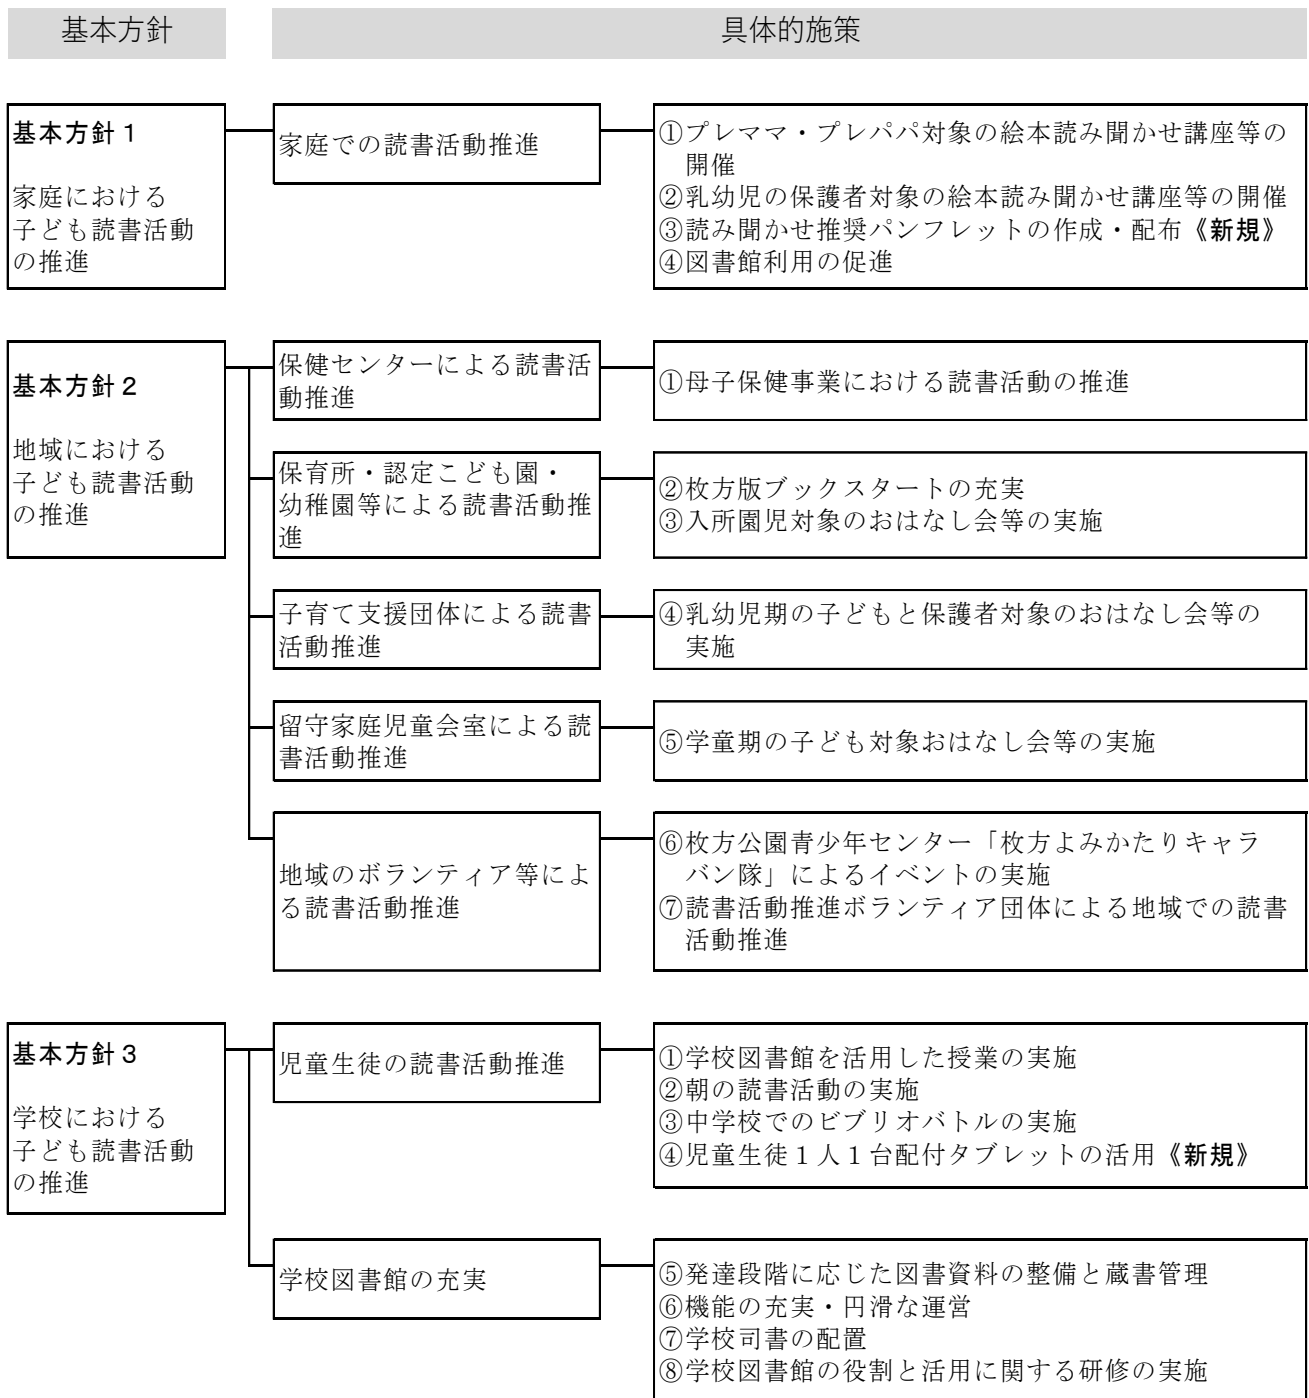 基本方針
具体的施策
基本方針1
家庭における
子ども読書活動
の推進
家庭での読書活動推進
①プレママ・プレパパ対象の絵本読み聞かせ講座等の
開催
②乳幼児の保護者対象の絵本読み聞かせ講座等の開催
③読み聞かせ推奨パンフレットの作成・配布《新規》
④図書館利用の促進
基本方針2
地域における
子ども読書活動
の推進
保健センターによる読書活
動推進
①母子保健事業における読書活動の推進
保育所・認定こども園・
幼稚園等による読書活動推
進
②枚方版ブックスタートの充実
③入所園児対象のおはなし会等の実施
子育て支援団体による読書
活動推進
④乳幼児期の子どもと保護者対象のおはなし会等の
実施
留守家庭児童会室による読
書活動推進
⑤学童期の子ども対象おはなし会等の実施
地域のボランティア等によ
る読書活動推進
⑥枚方公園青少年センター「枚方よみかたりキャラ
バン隊」によるイベントの実施
⑦読書活動推進ボランティア団体による地域での読書
活動推進
基本方針3
学校における
子ども読書活動
の推進
児童生徒の読書活動推進
①学校図書館を活用した授業の実施
②朝の読書活動の実施
③中学校でのビブリオバトルの実施
④児童生徒1人1台配付タブレットの活用《新規》
学校図書館の充実
⑤発達段階に応じた図書資料の整備と蔵書管理
⑥機能の充実・円滑な運営
⑦学校司書の配置
⑧学校図書館の役割と活用に関する研修の実施